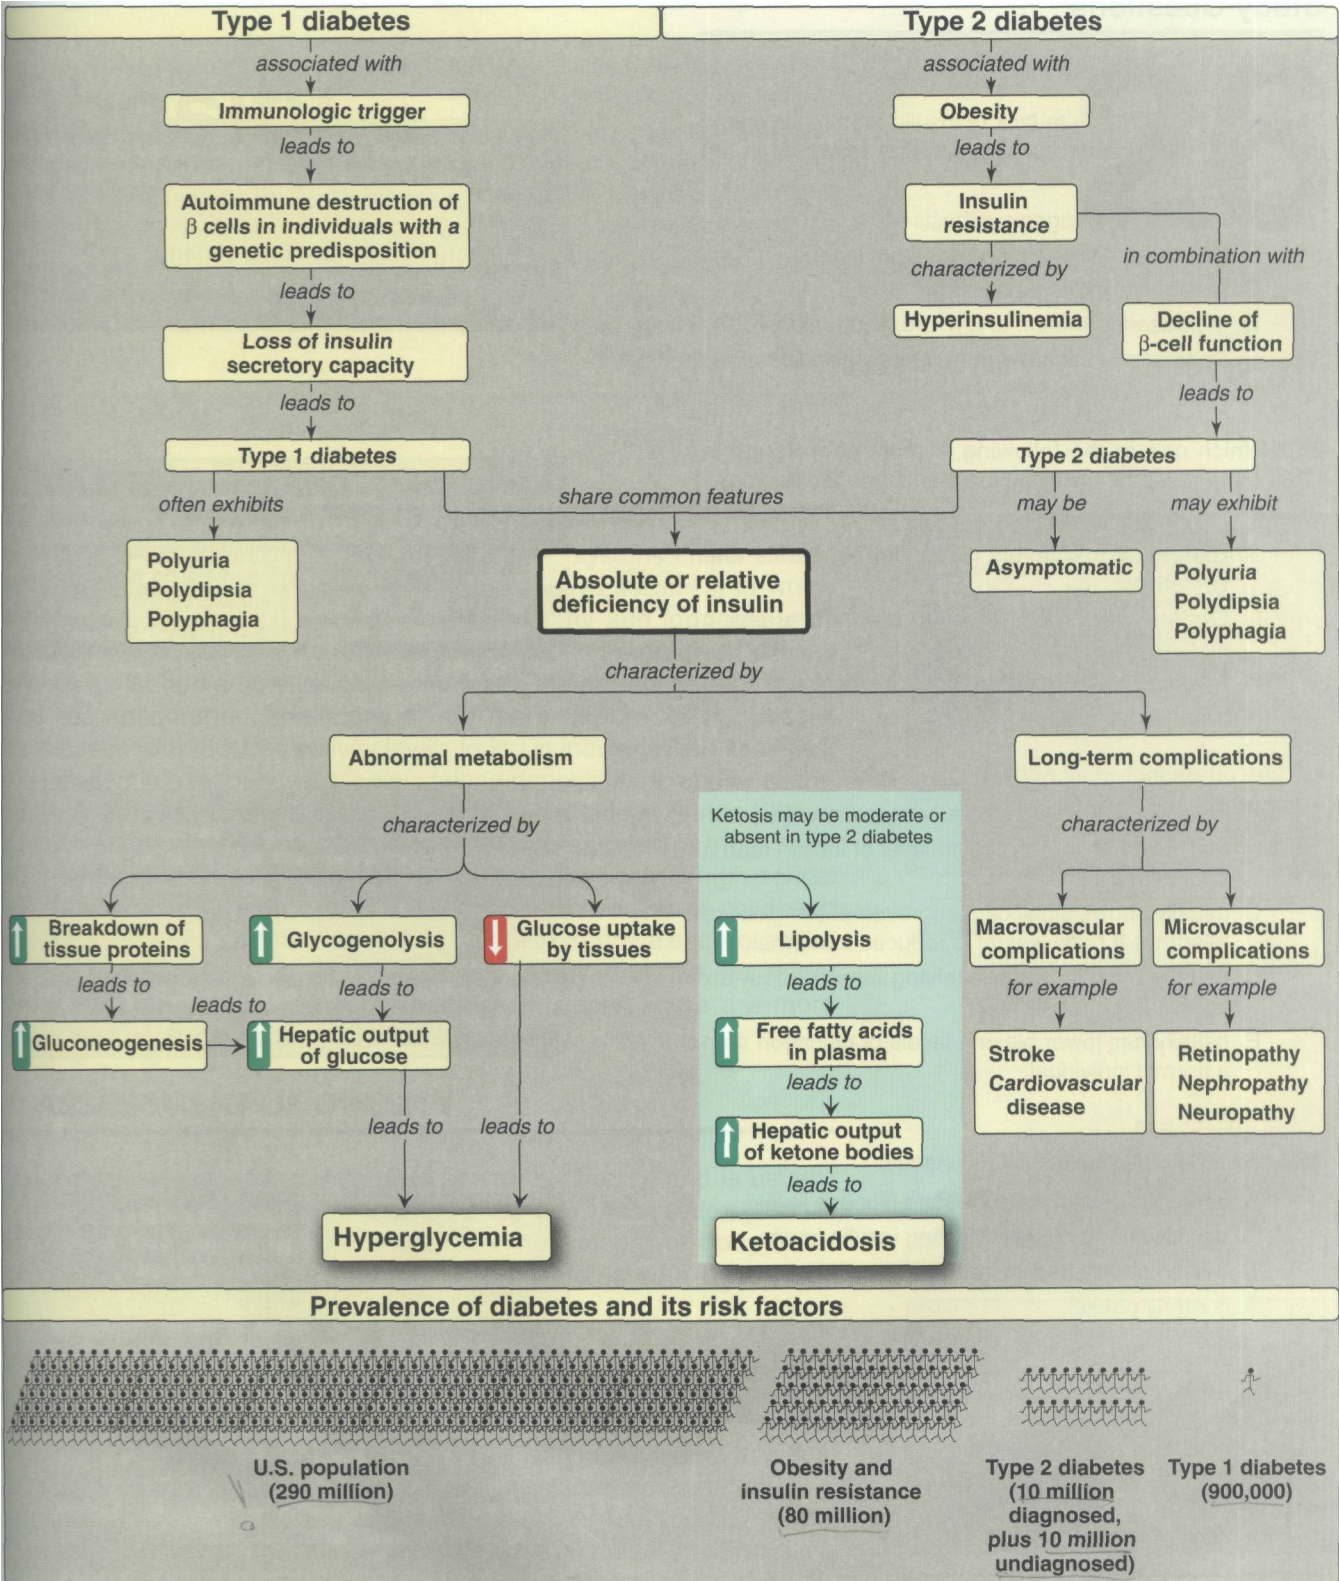 Type 1 diabetes
Type 2 diabetes
associated with
associated with
Immunologic trigger
Obesity
leads to
leads to
Autoimmune destruction of
β cells in individuals with a
genetic predisposition
Insulin
resistance
characterized by
in combination with
leads to
Hyperinsulinemia
Decline of
β-cell function
Loss of insulin
secretory capacity
leads to
leads to
Type 1 diabetes
Type 2 diabetes
often exhibits
share common features
may be
may exhibit
Polyuria
Polydipsia
Polyphagia
Absolute or relative
deficiency of insulin
Asymptomatic
Polyuria
Polydipsia
Polyphagia
characterized by
Abnormal metabolism
Long-term complications
characterized by
Ketosis may be moderate or
absent in type 2 diabetes
characterized by
Breakdown of
tissue proteins
Glycogenolysis
Glucose uptake
by tissues
Lipolysis
Macrovascular
complications
Microvascular
complications
leads to
leads to
leads to
leads to
for example
for example
Gluconeogenesis
Hepatic output
of glucose
Free fatty acids
in plasma
Stroke
Cardiovascular
disease
Retinopathy
Nephropathy
Neuropathy
leads to
leads to
leads to
Hepatic output
of ketone bodies
leads to
Hyperglycemia
Ketoacidosis
Prevalence of diabetes and its risk factors
U.S. population
(290 million)
Obesity and
insulin resistance
(80 million)
Type 2 diabetes
(10 million
diagnosed,
plus 10 million
undiagnosed)
Type 1 diabetes
(900,000)